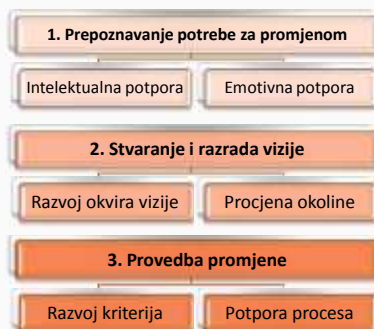 1. Prepoznavanje potrebe za promjenom
Intelektualna potpora
Emotivna potpora
2. Stvaranje i razrada vizije
Razvoj okvira vizije
Procjena okoline
3. Provedba promjene
Razvoj kriterija
Potpora procesa